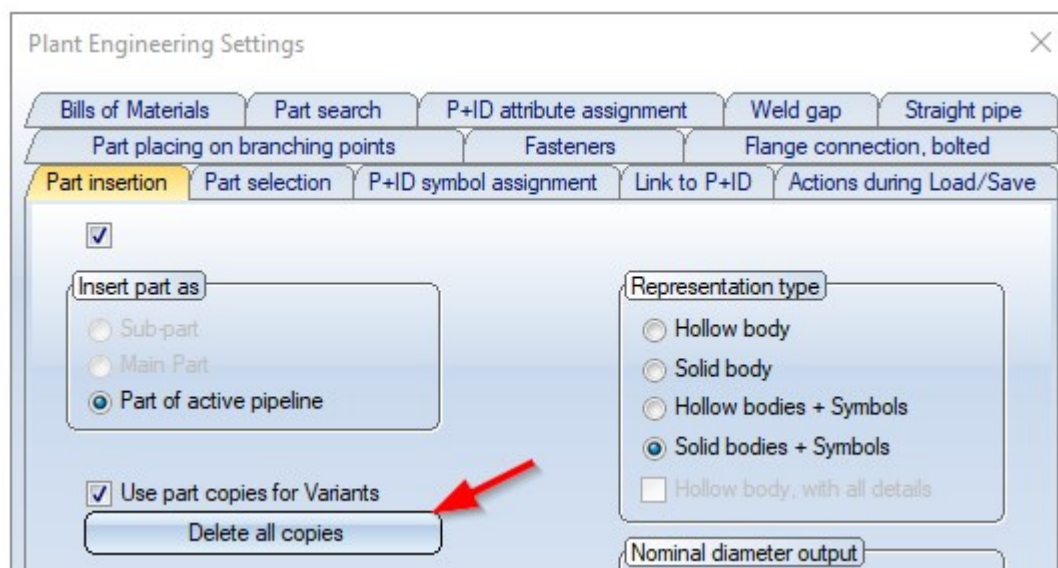 Plant Engineering Settings
Bills of Materials Part search P+ID attribute assignment Weld gap Straight pipe
Part placing on branching points Fasteners Flange connection, bolted
Part insertion Part selection P+ID symbol assignment Link to P+ID Actions during Load/Save
Insert part as
Sub-part
Main Part
Part of active pipeline
Use part copies for Variants
Delete all copies
Representation type
Hollow body
Solid body
Hollow bodies + Symbols
Solid bodies + Symbols
Hollow body, with all details
Nominal diameter output